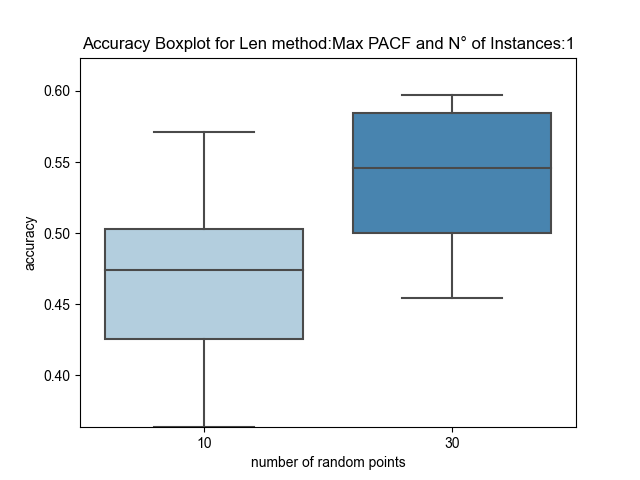 Accuracy Boxplot for Len method:Max PACF and N° of Instances:1
0.60
0.55
0.50
0.45
0.40
accuracy
10 30
number of random points